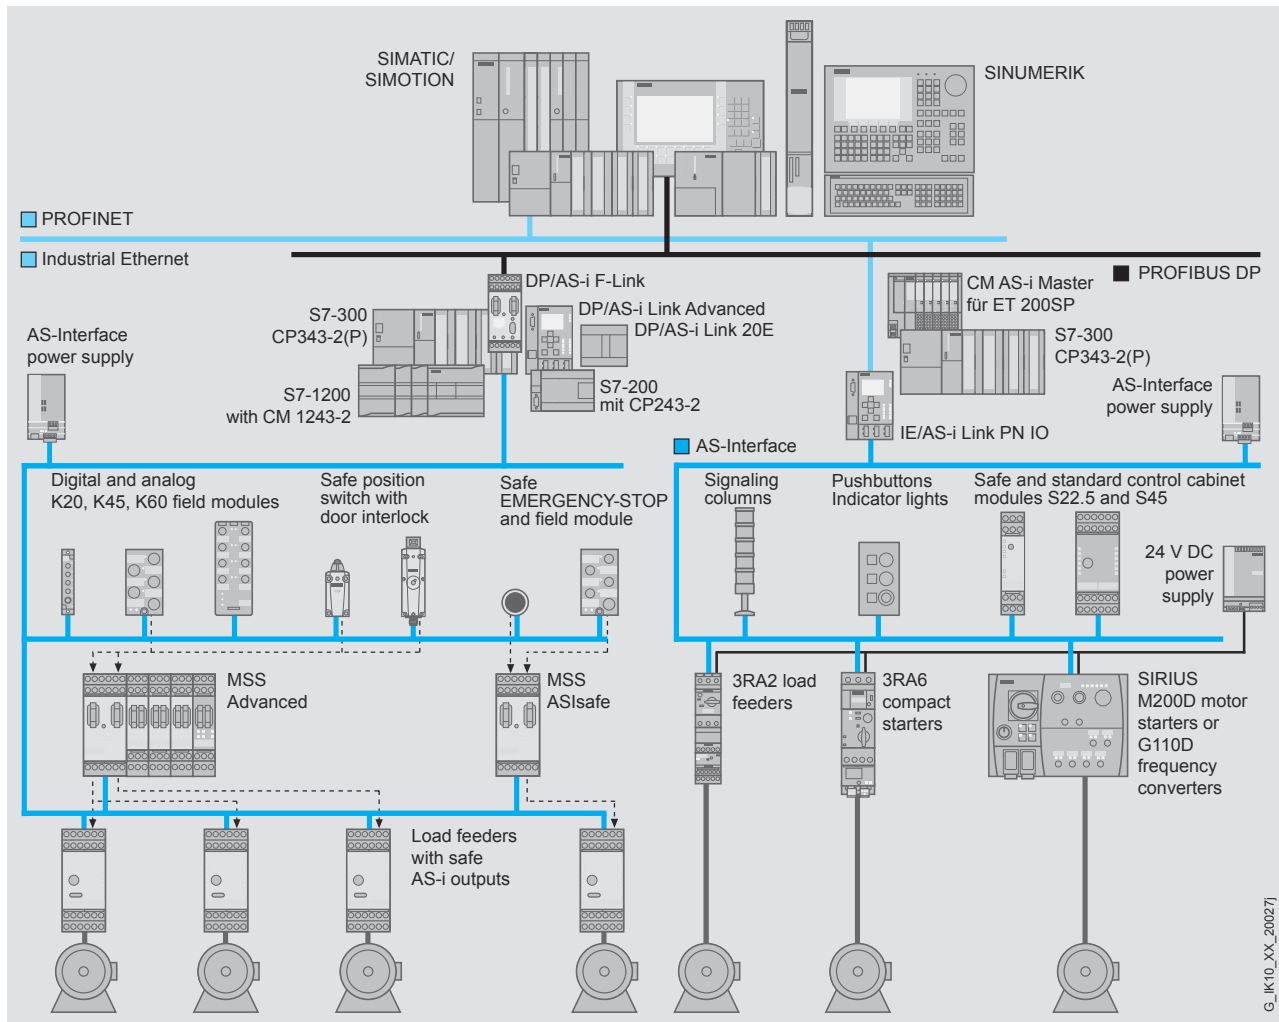 SIMATIC/
SIMOTION
SINUMERIK
PROFINET
Industrial Ethernet
PROFIBUS DP
DP/AS-i F-Link
CM AS-i Master
für ET 200SP
S7-300
CP343-2(P)
DP/AS-i Link Advanced
DP/AS-i Link 20E
S7-300
CP343-2(P)
AS-Interface
power supply
S7-1200
with CM 1243-2
S7-200
mit CP243-2
AS-Interface
power supply
IE/AS-i Link PN IO
AS-Interface
Digital and analog
K20, K45, K60 field modules
Safe position
switch with
door interlock
Safe
EMERGENCY-STOP
and field module
Signaling
columns
Pushbuttons
Indicator lights
Safe and standard control cabinet
modules S22.5 and S45
24 V DC
power
supply
MSS
Advanced
MSS
ASIsafe
3RA2 load
feeders
3RA6
compact
starters
SIRIUS
M200D motor
starters or
G110D
frequency
converters
Load feeders
with safe
AS-i outputs
G_IK10_XX_20027j